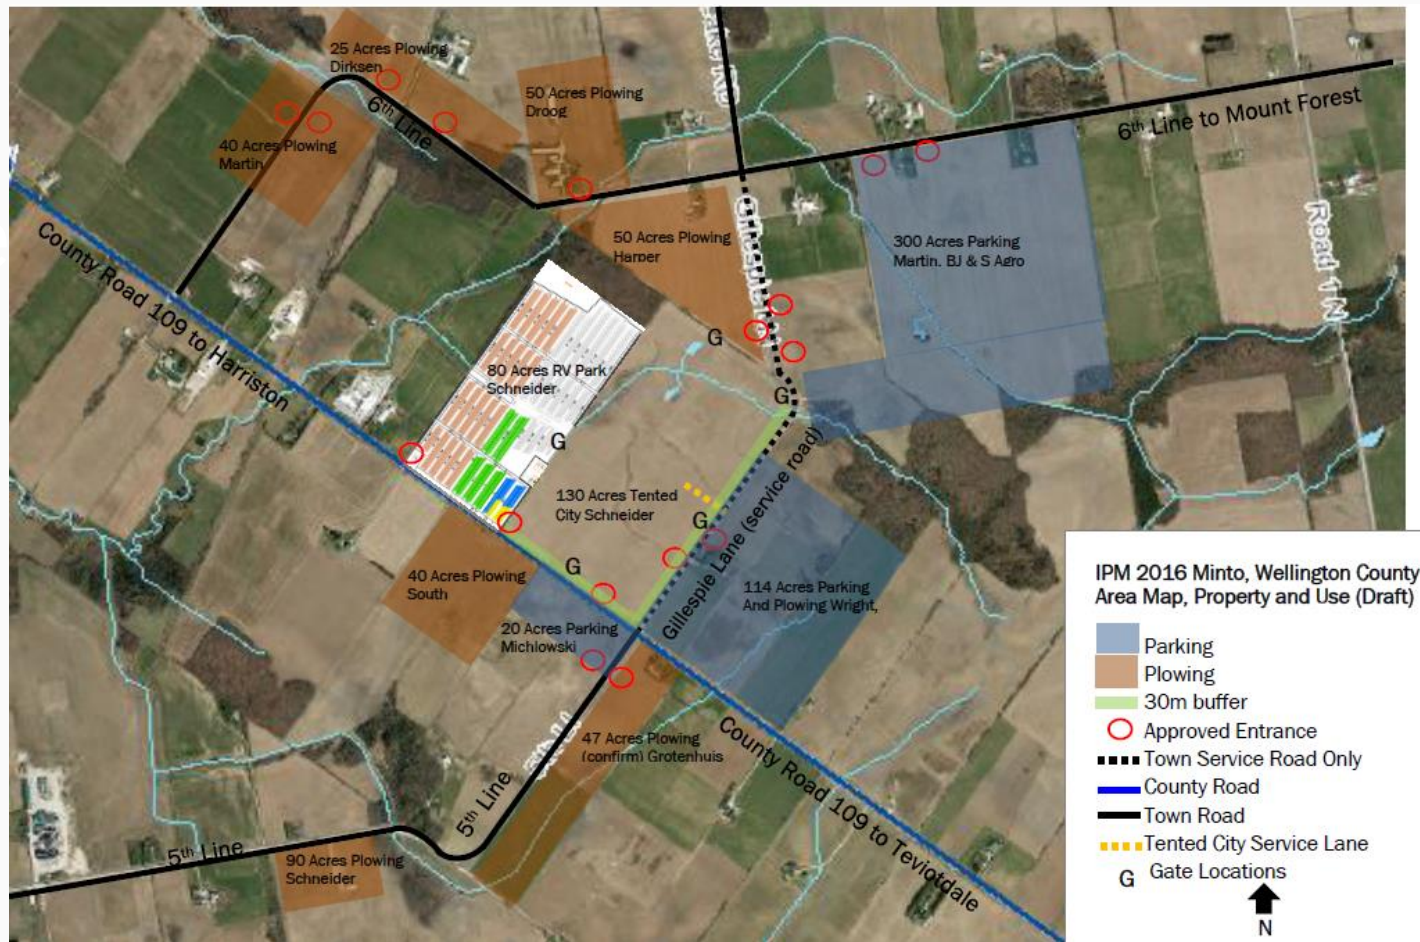 25 Acres Plowing
Dirksen
50 Acres Plowing
Droog
6th Line
40 Acres Plowing
Martin
6th Line to Mount Forest
County Road 109 to Harriston
50 Acres Plowing
Harper
300 Acres Parking
Martin, BJ & S Agro
Road 11 N
G
80 Acres RV Park
Schneider
G
G
130 Acres Tented
City Schneider
G
Gillespie Lane (service road)
G
40 Acres Plowing
South
114 Acres Parking
And Plowing Wright,
20 Acres Parking
Michlowski
47 Acres Plowing
(confirm) Grotenhuis
County Road 109 to Teviotdale
5th Line
5th Line
90 Acres Plowing
Schneider
IPM 2016 Minto, Wellington County
Area Map, Property and Use (Draft)
Parking
Plowing
30m buffer
Approved Entrance
Town Service Road Only
County Road
Town Road
Tented City Service Lane
G Gate Locations
N